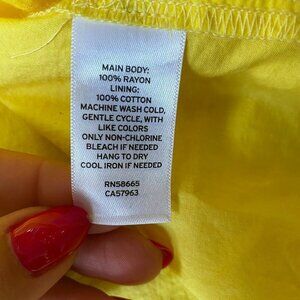 MAIN BODY:
100% RAYON
LINING:
100% COTTON
MACHINE WASH COLD,
GENTLE CYCLE, WITH
LIKE COLORS
ONLY NON-CHLORINE
BLEACH IF NEEDED
HANG TO DRY
COOL IRON IF NEEDED
RN58665
CA57963